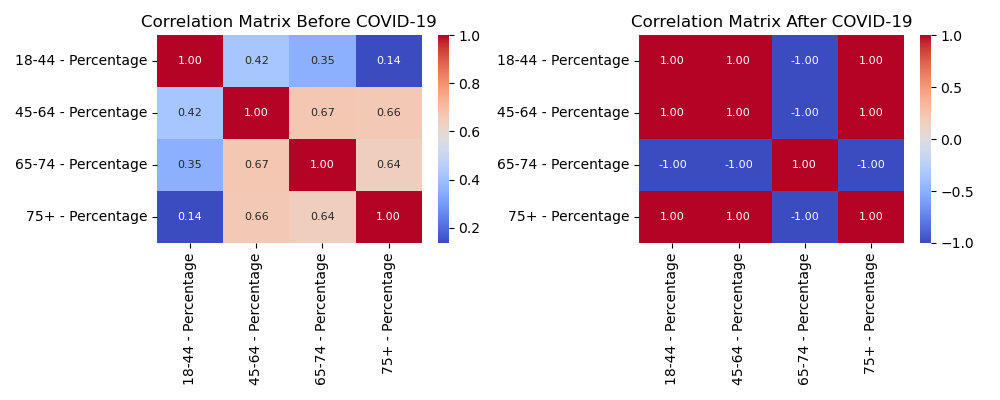 Correlation Matrix Before COVID-19
18-44 - Percentage 1.00 0.42 0.35 0.14
45-64 - Percentage 0.42 1.00 0.67 0.66
65-74 - Percentage 0.35 0.67 1.00 0.64
75+ - Percentage 0.14 0.66 0.64 1.00
18-44 - Percentage
45-64 - Percentage
65-74 - Percentage
75+ - Percentage
1.0
0.8
0.6
0.4
0.2
Correlation Matrix After COVID-19
18-44 - Percentage 1.00 1.00 -1.00 1.00
45-64 - Percentage 1.00 1.00 -1.00 1.00
65-74 - Percentage -1.00 -1.00 1.00 -1.00
75+ - Percentage 1.00 1.00 -1.00 1.00
18-44 - Percentage
45-64 - Percentage
65-74 - Percentage
75+ - Percentage
1.0
0.5
0.0
−0.5
−1.0